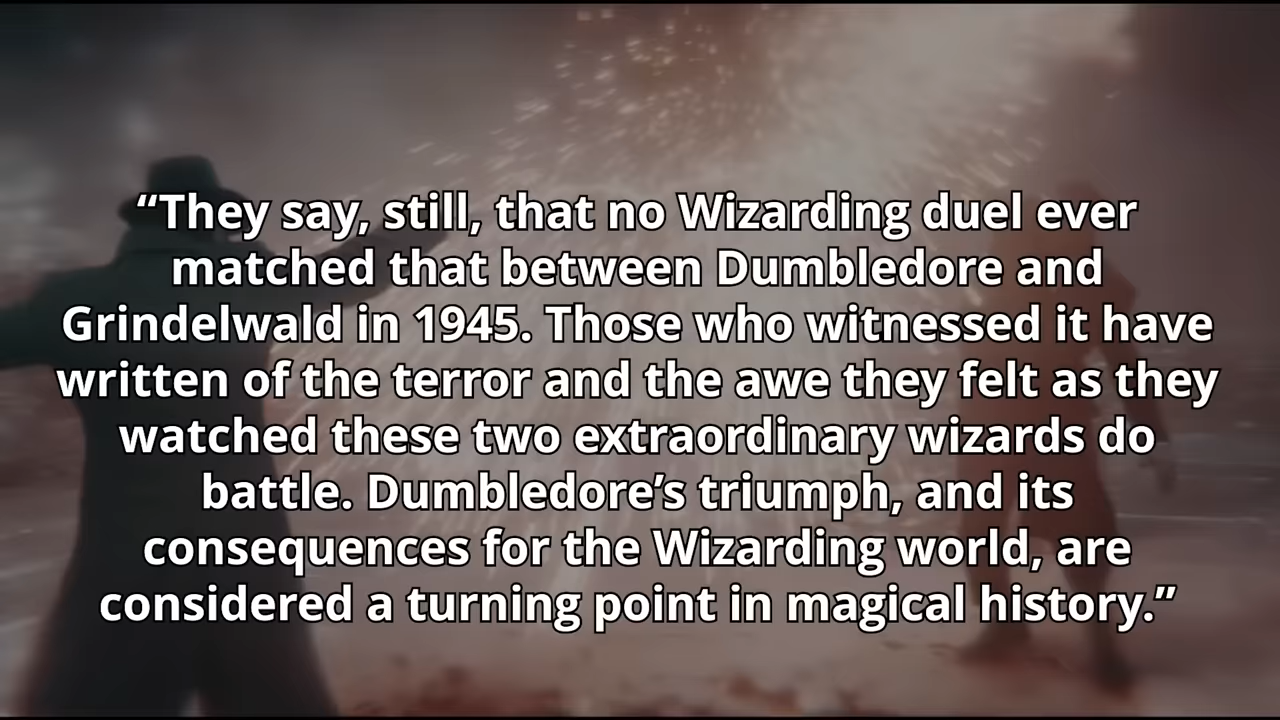 “They say, still, that no Wizarding duel ever
matched that between Dumbledore and
Grindelwald in 1945. Those who witnessed it have
written of the terror and the awe they felt as they
watched these two extraordinary wizards do
battle. Dumbledore’s triumph, and its
consequences for the Wizarding world, are
considered a turning point in magical history.”